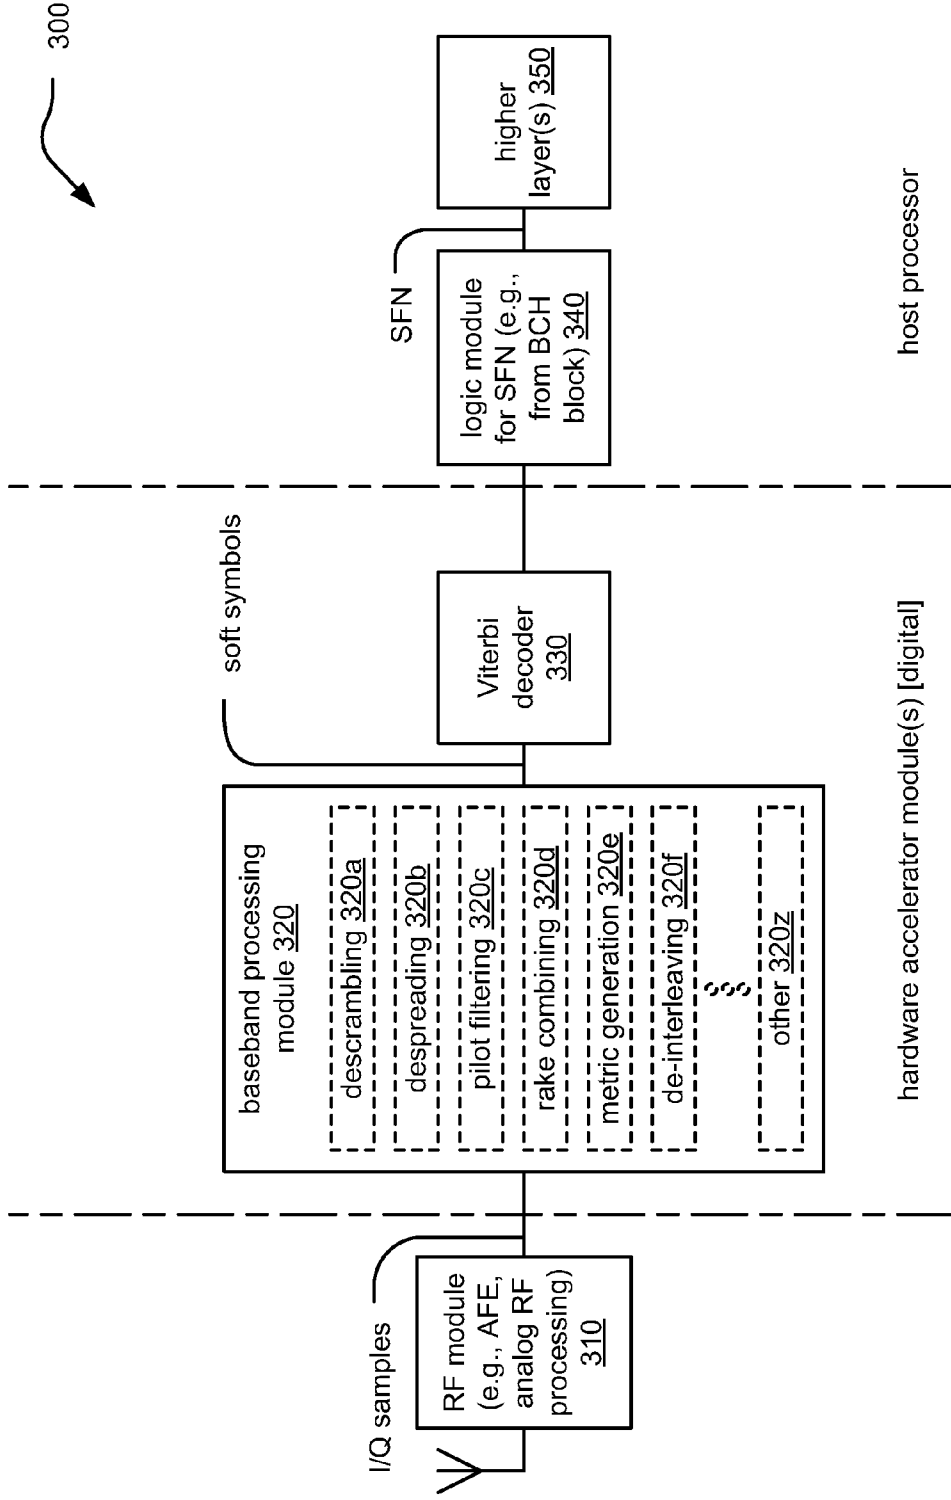 300
I/Q samples
RF module
(e.g., AFE,
analog RF
processing)
310
baseband processing
module 320
descrambling 320a
despreading 320b
pilot filtering 320c
rake combining 320d
metric generation 320e
de-interleaving 320f
other 320z
soft symbols
Viterbi
decoder
330
logic module
for SFN (e.g.,
from BCH
block) 340
SFN
higher
layer(s) 350
hardware accelerator module(s) [digital]
host processor